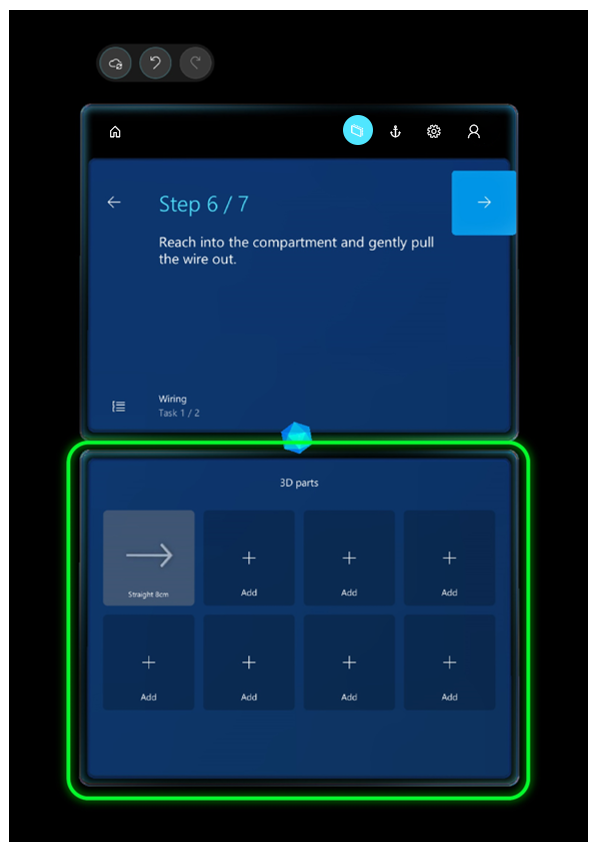 Step 6 / 7
Reach into the compartment and gently pull
the wire out.
Wiring
Task 1 / 2
3D parts
Straight 8cm
Add
Add
Add
Add
Add
Add
Add